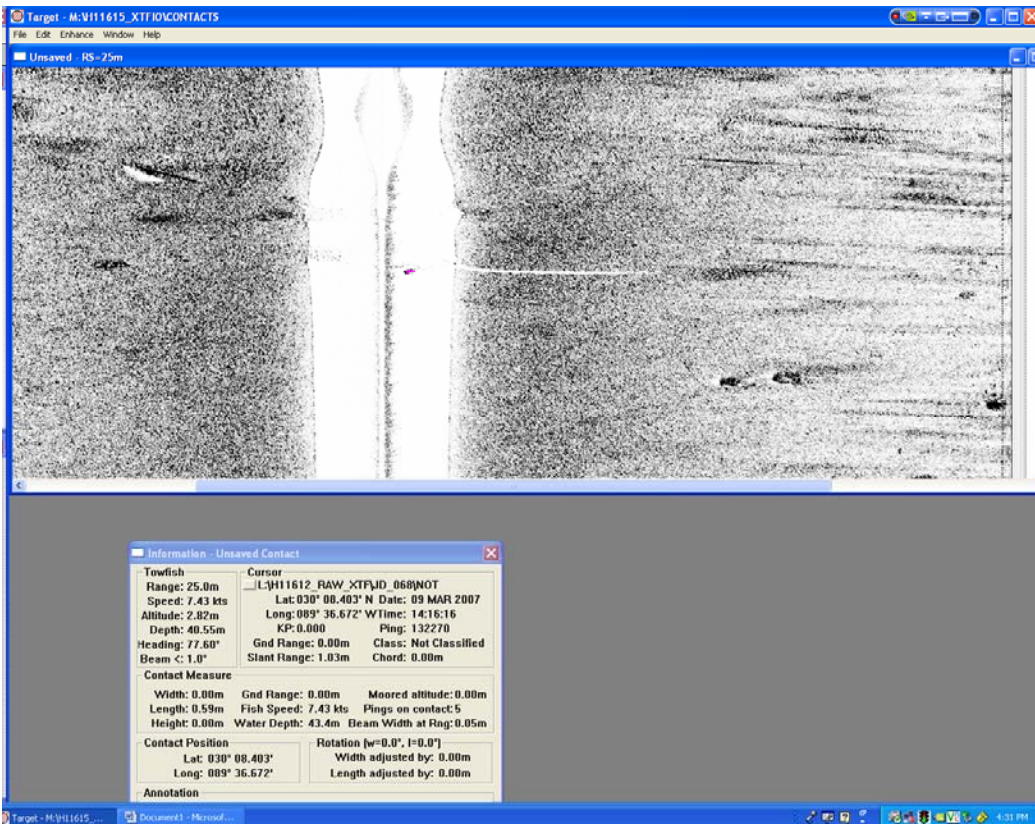 Target - M:\H11615_XTFIO\CONTACTS
File Edit Enhance Window Help
Unsaved - RS=25m
Information - Unsaved Contact
Towfish
Range: 25.0m
Speed: 7.43 kts
Altitude: 2.82m
Depth: 40.55m
Heading: 77.60°
Beam <: 1.0°
Cursor
L:\H11612_RAW_XTF\JD_068\NOT
Lat: 030° 08.403' N Date: 09 MAR 2007
Long: 089° 36.672' W Time: 14:16:16
KP: 0.000 Ping: 132270
Gnd Range: 0.00m Class: Not Classified
Slant Range: 1.03m Chord: 0.00m
Contact Measure
Width: 0.00m Gnd Range: 0.00m Moored altitude: 0.00m
Length: 0.59m Fish Speed: 7.43 kts Pings on contact: 5
Height: 0.00m Water Depth: 43.4m Beam Width at Rng: 0.05m
Contact Position
Lat: 030° 08.403'
Long: 089° 36.672'
Rotation (w=0.0°, l=0.0°)
Width adjusted by: 0.00m
Length adjusted by: 0.00m
Annotation
Target - M:\H11615_... Document1 - Microsof... 4:31 PM